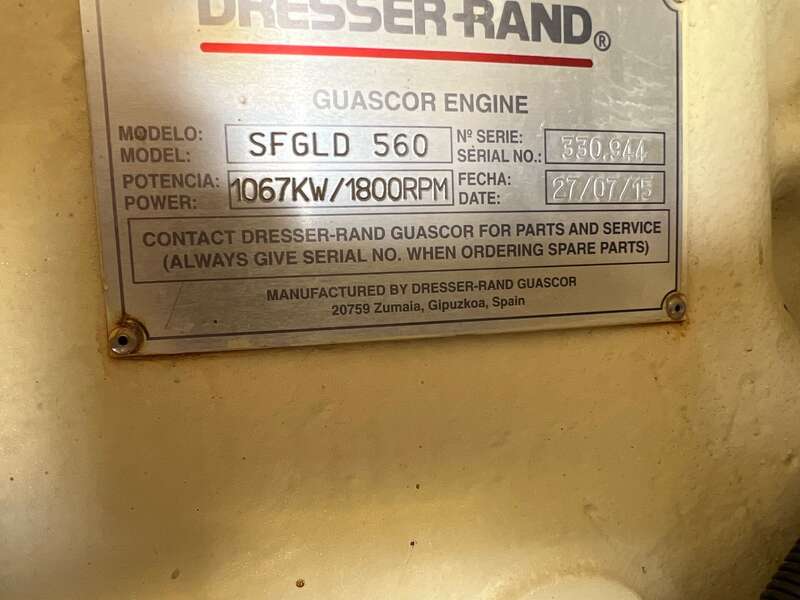 DRESSER-RAND®
GUASCOR ENGINE
MODELO: MODEL: SFGLD 560 Nº SERIE: SERIAL NO.: 330.944
POTENCIA: POWER: 1067KW/1800RPM FECHA: DATE: 27/07/15
CONTACT DRESSER-RAND GUASCOR FOR PARTS AND SERVICE
(ALWAYS GIVE SERIAL NO. WHEN ORDERING SPARE PARTS)
MANUFACTURED BY DRESSER-RAND GUASCOR
20759 Zumaia, Gipuzkoa, Spain